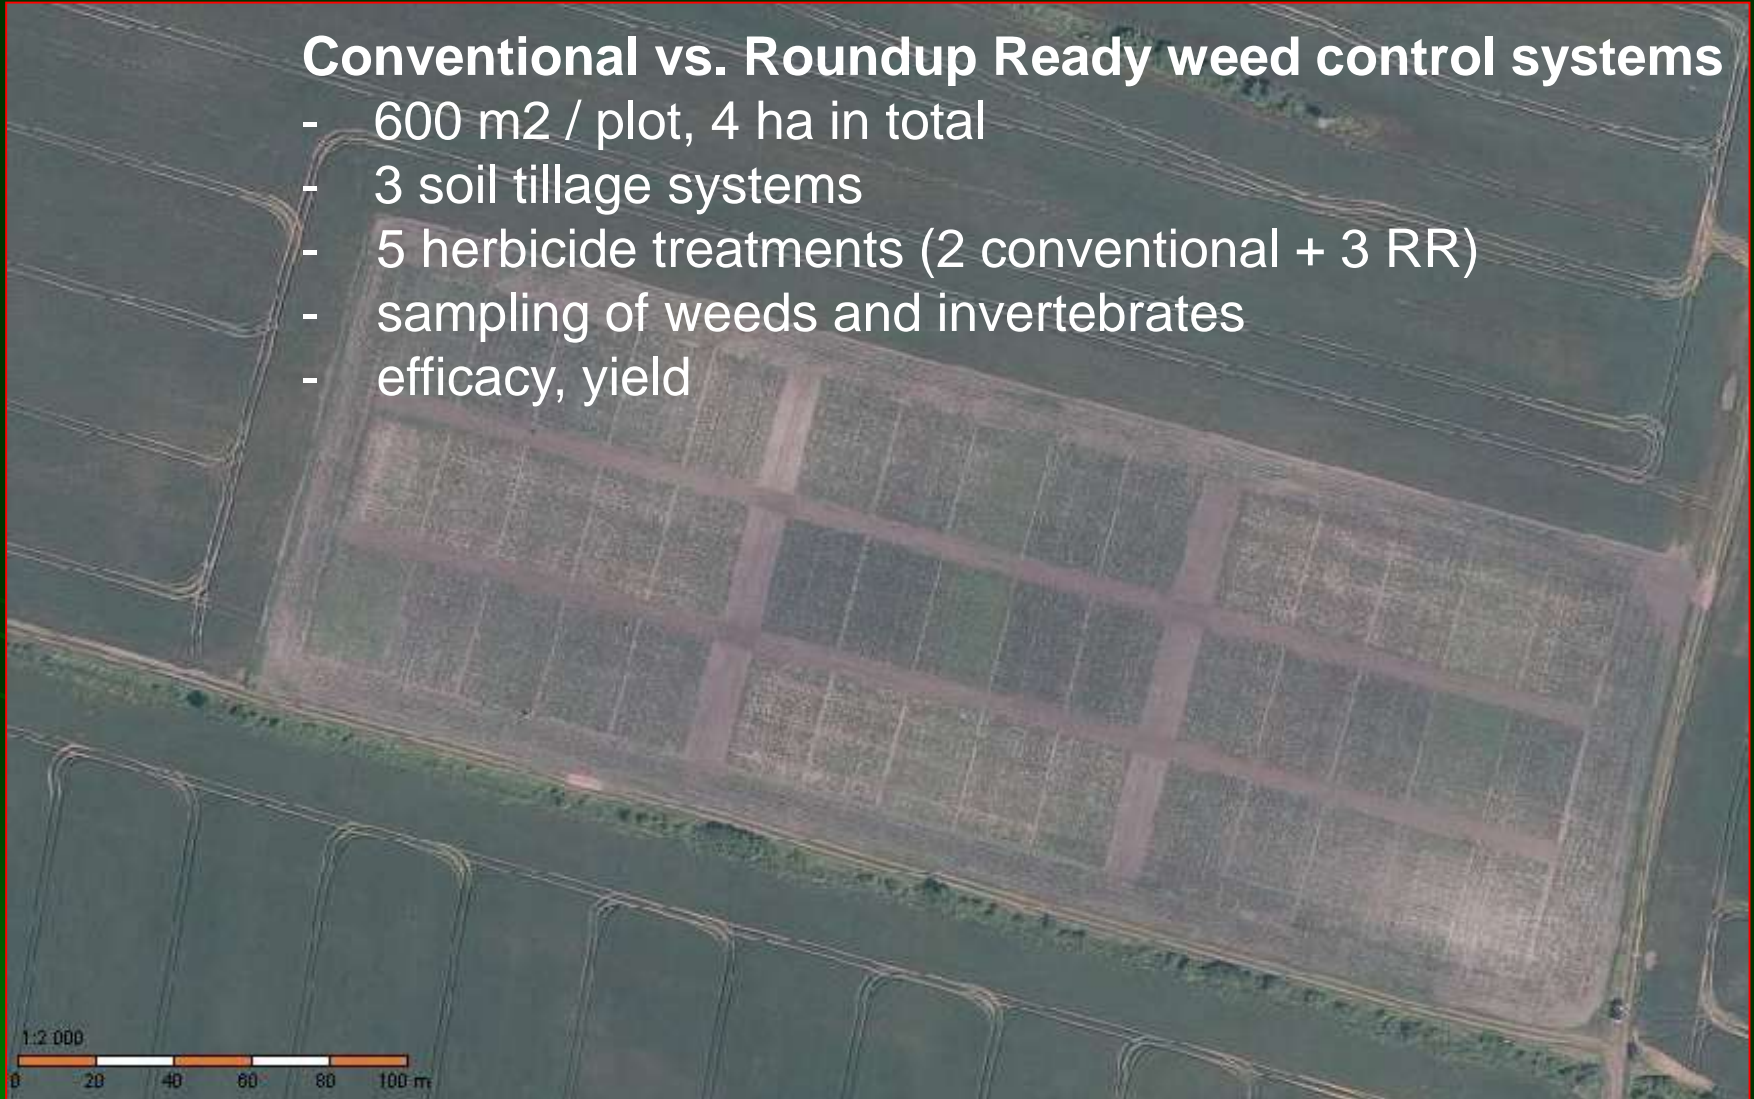 Conventional vs. Roundup Ready weed control systems
- 600 m2 / plot, 4 ha in total
- 3 soil tillage systems
- 5 herbicide treatments (2 conventional + 3 RR)
- sampling of weeds and invertebrates
- efficacy, yield
1:2 000
0 20 40 60 80 100 m